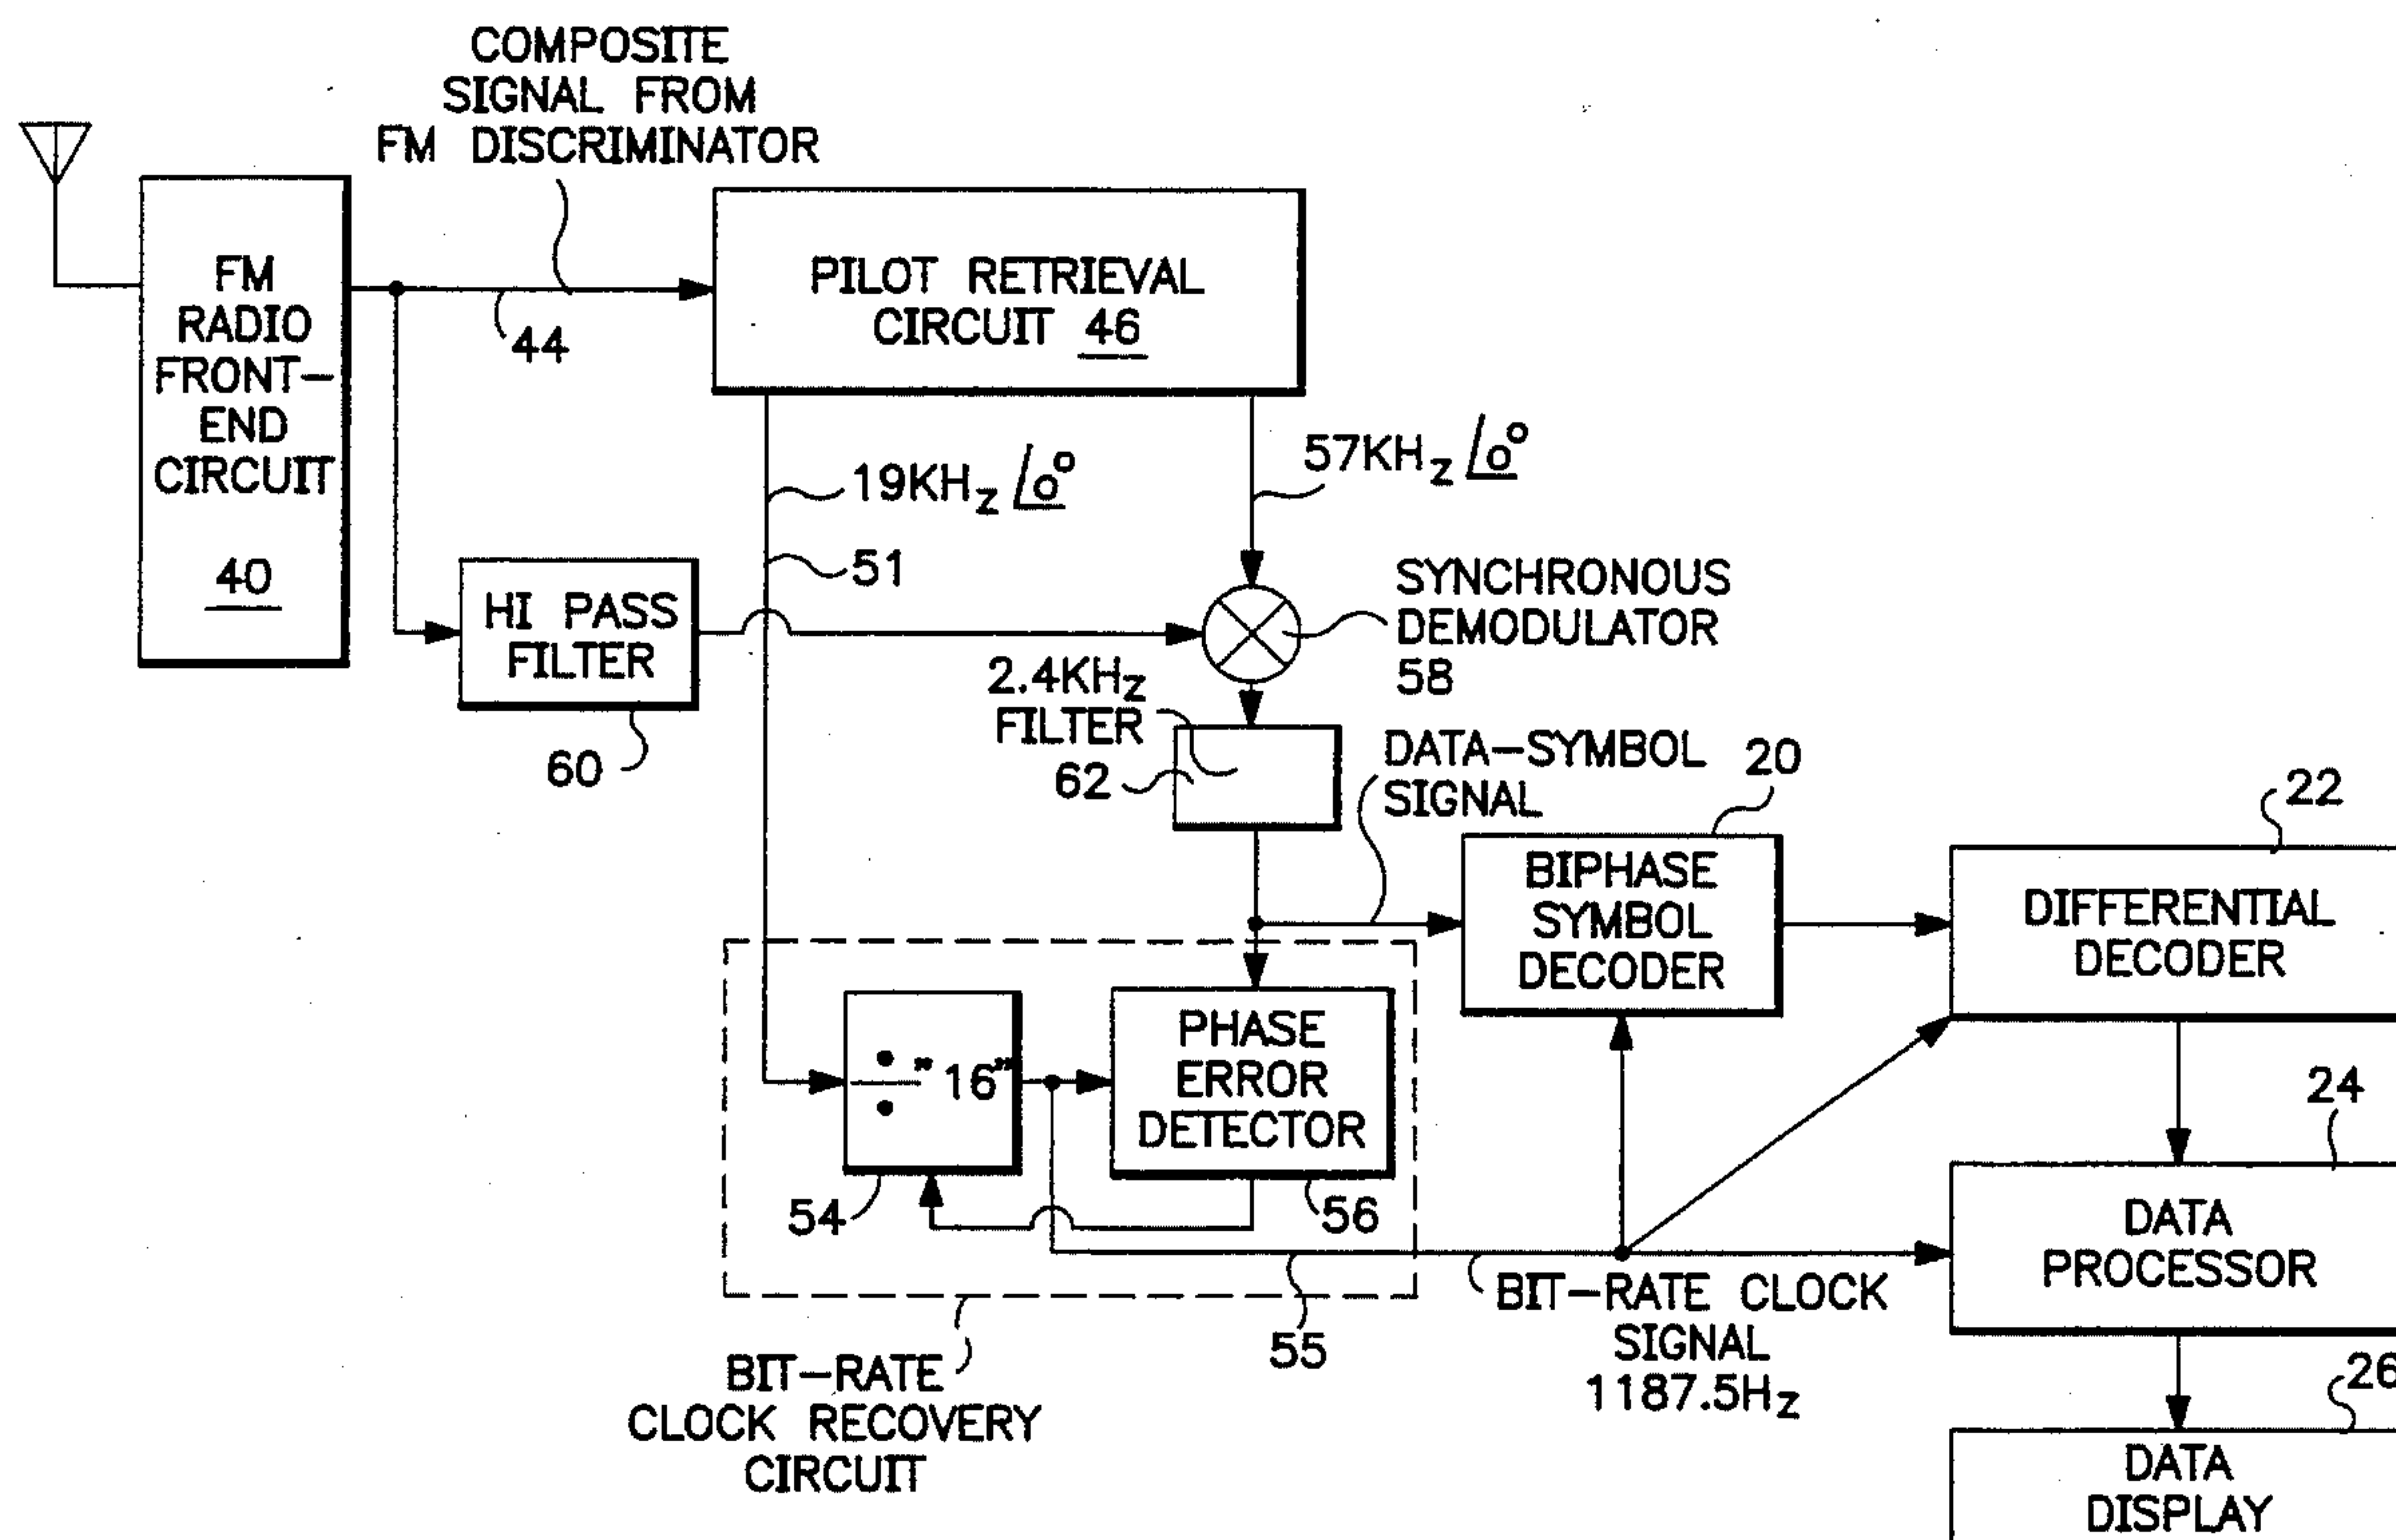 COMPOSITE
SIGNAL FROM
FM DISCRIMINATOR
FM
RADIO
FRONT-
END
CIRCUIT
40
44
PILOT RETRIEVAL
CIRCUIT 46
19KHz /0°
57KHz /0°
51
HI PASS
FILTER
60
SYNCHRONOUS
DEMODULATOR
58
2.4KHz
FILTER
62
DATA-SYMBOL
SIGNAL
20
BIPHASE
SYMBOL
DECODER
22
DIFFERENTIAL
DECODER
÷ "16"
54
PHASE
ERROR
DETECTOR
56
24
DATA
PROCESSOR
55
BIT-RATE CLOCK
SIGNAL
1187.5Hz
BIT-RATE
CLOCK RECOVERY
CIRCUIT
26
DATA
DISPLAY